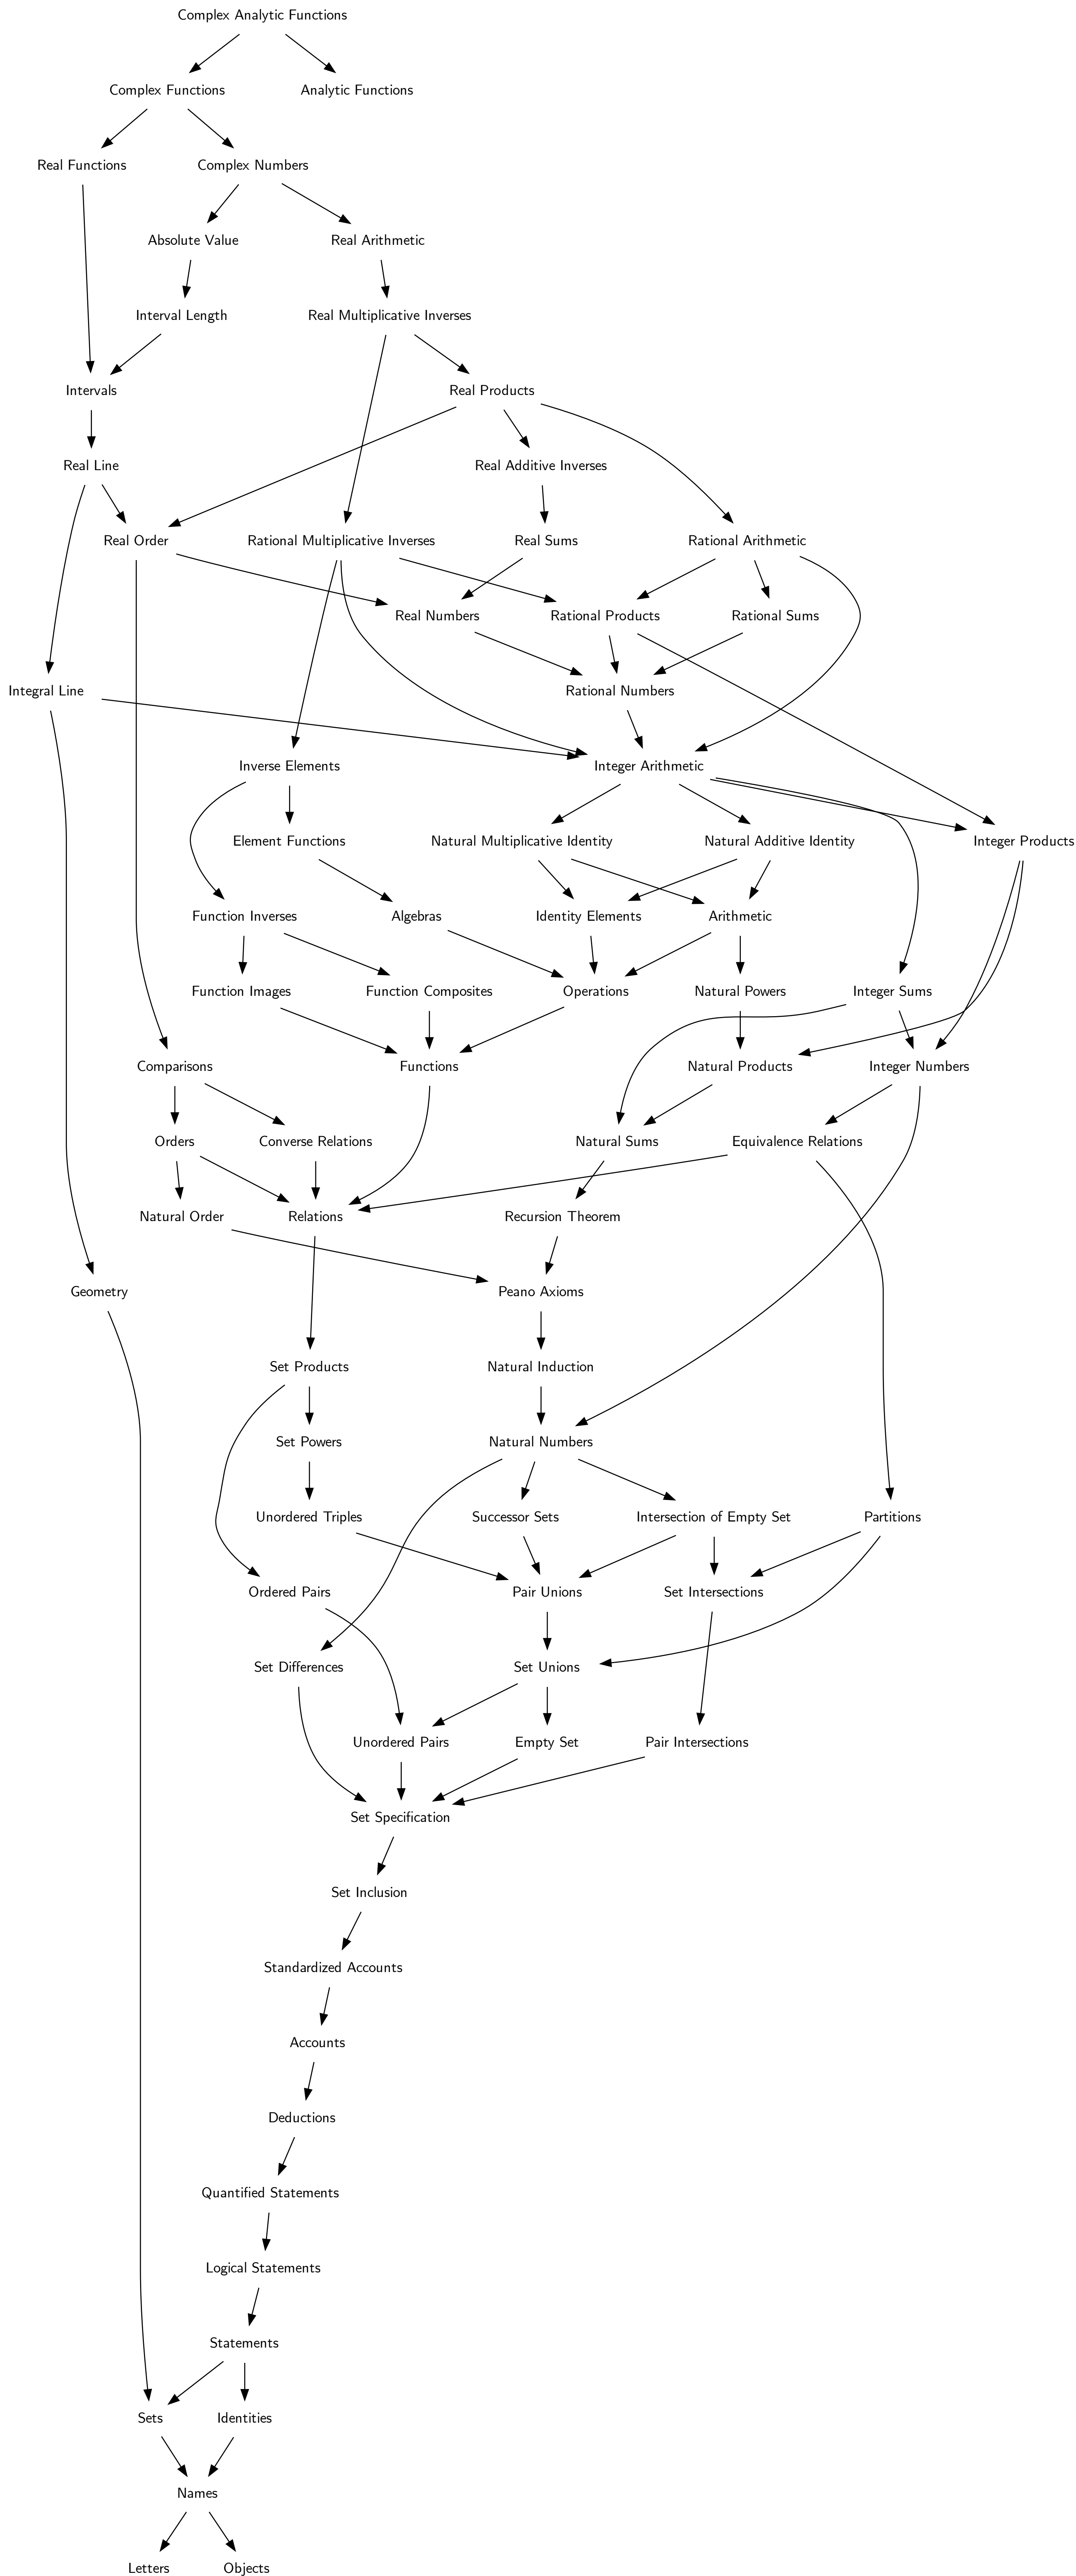 Complex Analytic Functions
Complex Functions
Analytic Functions
Real Functions
Complex Numbers
Absolute Value
Real Arithmetic
Interval Length
Real Multiplicative Inverses
Intervals
Real Products
Real Line
Real Additive Inverses
Real Order
Rational Multiplicative Inverses
Real Sums
Rational Arithmetic
Real Numbers
Rational Products
Rational Sums
Integral Line
Rational Numbers
Inverse Elements
Integer Arithmetic
Element Functions
Natural Multiplicative Identity
Natural Additive Identity
Integer Products
Function Inverses
Algebras
Identity Elements
Arithmetic
Function Images
Function Composites
Operations
Natural Powers
Integer Sums
Comparisons
Functions
Natural Products
Integer Numbers
Orders
Converse Relations
Natural Sums
Equivalence Relations
Natural Order
Relations
Recursion Theorem
Geometry
Peano Axioms
Set Products
Natural Induction
Set Powers
Natural Numbers
Unordered Triples
Successor Sets
Intersection of Empty Set
Partitions
Ordered Pairs
Pair Unions
Set Intersections
Set Differences
Set Unions
Unordered Pairs
Empty Set
Pair Intersections
Set Specification
Set Inclusion
Standardized Accounts
Accounts
Deductions
Quantified Statements
Logical Statements
Statements
Sets
Identities
Names
Letters
Objects